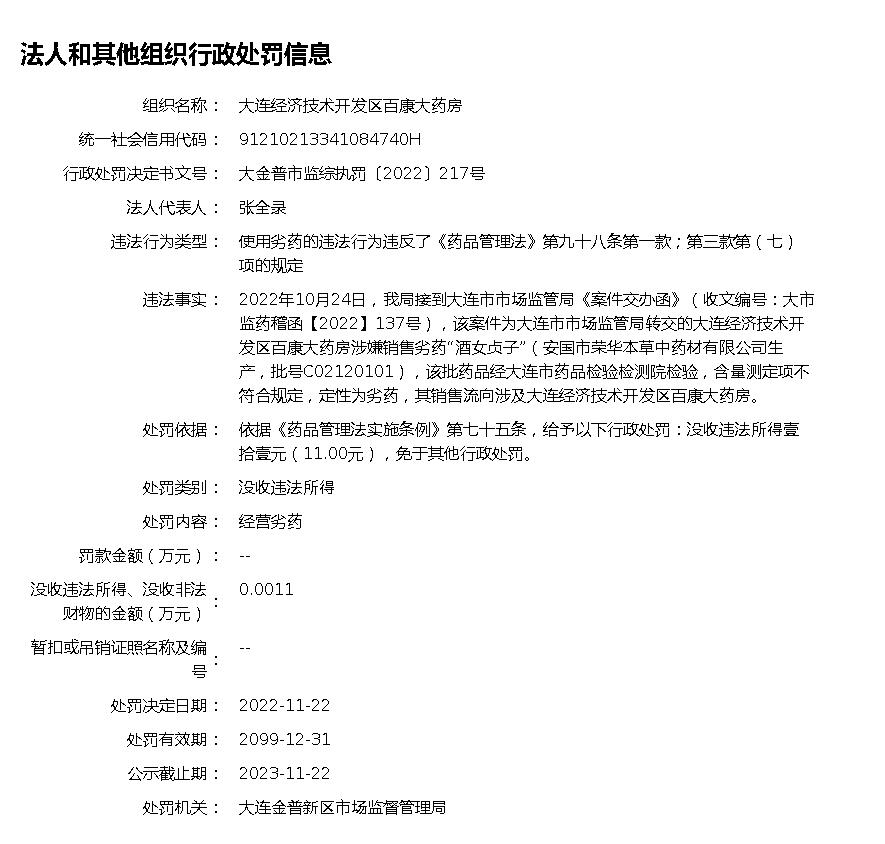 法人和其他组织行政处罚信息
组织名称： 大连经济技术开发区百康大药房
统一社会信用代码： 91210213341084740H
行政处罚决定书文号： 大金普市监综执罚〔2022〕217号
法人代表人： 张全录
违法行为类型： 使用劣药的违法行为违反了《药品管理法》第九十八条第一款；第三款第（七）
项的规定
违法事实： 2022年10月24日，我局接到大连市市场监管局《案件交办函》（收文编号：大市
监药稽函【2022】137号），该案件为大连市市场监管局转交的大连经济技术开
发区百康大药房涉嫌销售劣药“酒女贞子”（安国市荣华本草中药材有限公司生
产，批号C02120101），该批药品经大连市药品检验检测院检验，含量测定项不
符合规定，定性为劣药，其销售流向涉及大连经济技术开发区百康大药房。
处罚依据： 依据《药品管理法实施条例》第七十五条，给予以下行政处罚：没收违法所得壹
拾壹元（11.00元），免于其他行政处罚。
处罚类别： 没收违法所得
处罚内容： 经营劣药
罚款金额（万元）： --
没收违法所得、没收非法
财物的金额（万元）： 0.0011
暂扣或吊销证照名称及编
号： --
处罚决定日期： 2022-11-22
处罚有效期： 2099-12-31
公示截止期： 2023-11-22
处罚机关： 大连金普新区市场监督管理局